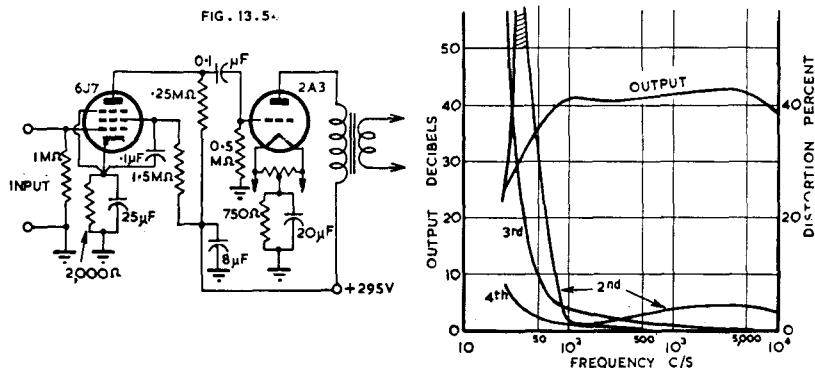 FIG. 13.5.
6J7
0·1 µF
·25MΩ
2A3
1MΩ
·1µF
0·5
MΩ
INPUT
1·5MΩ
25µF
750Ω
20µF
2,000Ω
8µF
+295V
OUTPUT DECIBELS
50
40
30
20
10
0
OUTPUT
3rd
4th
2nd
40
20
0
DISTORTION PERCENT
10
50
10²
500
10³
5,000
10⁴
FREQUENCY C/S